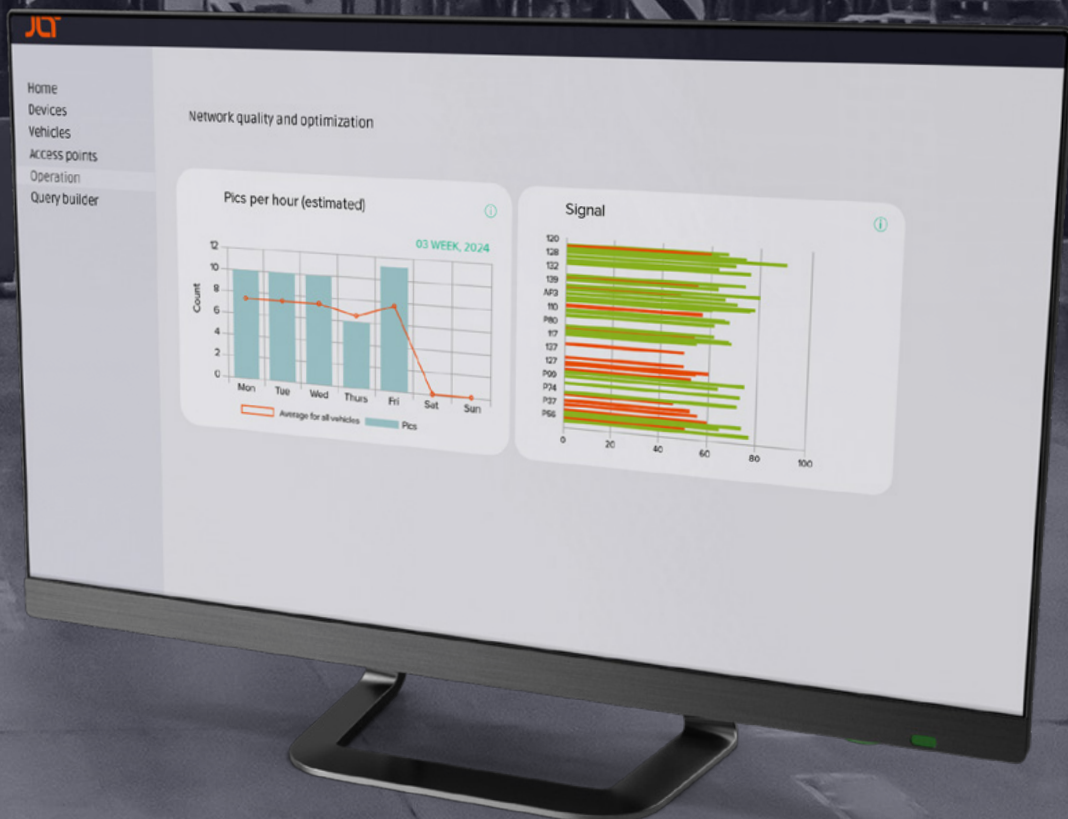 JLT
Home
Devices
Vehicles
Access points
Operation
Query builder
Network quality and optimization
Pics per hour (estimated)
03 WEEK, 2024
Count
12
10
8
6
4
2
0
Mon Tue Wed Thurs Fri Sat Sun
Average for all vehicles Pics
Signal
120
128
132
139
AP3
110
P80
117
137
127
P99
P74
P37
P56
0 20 40 60 80 100